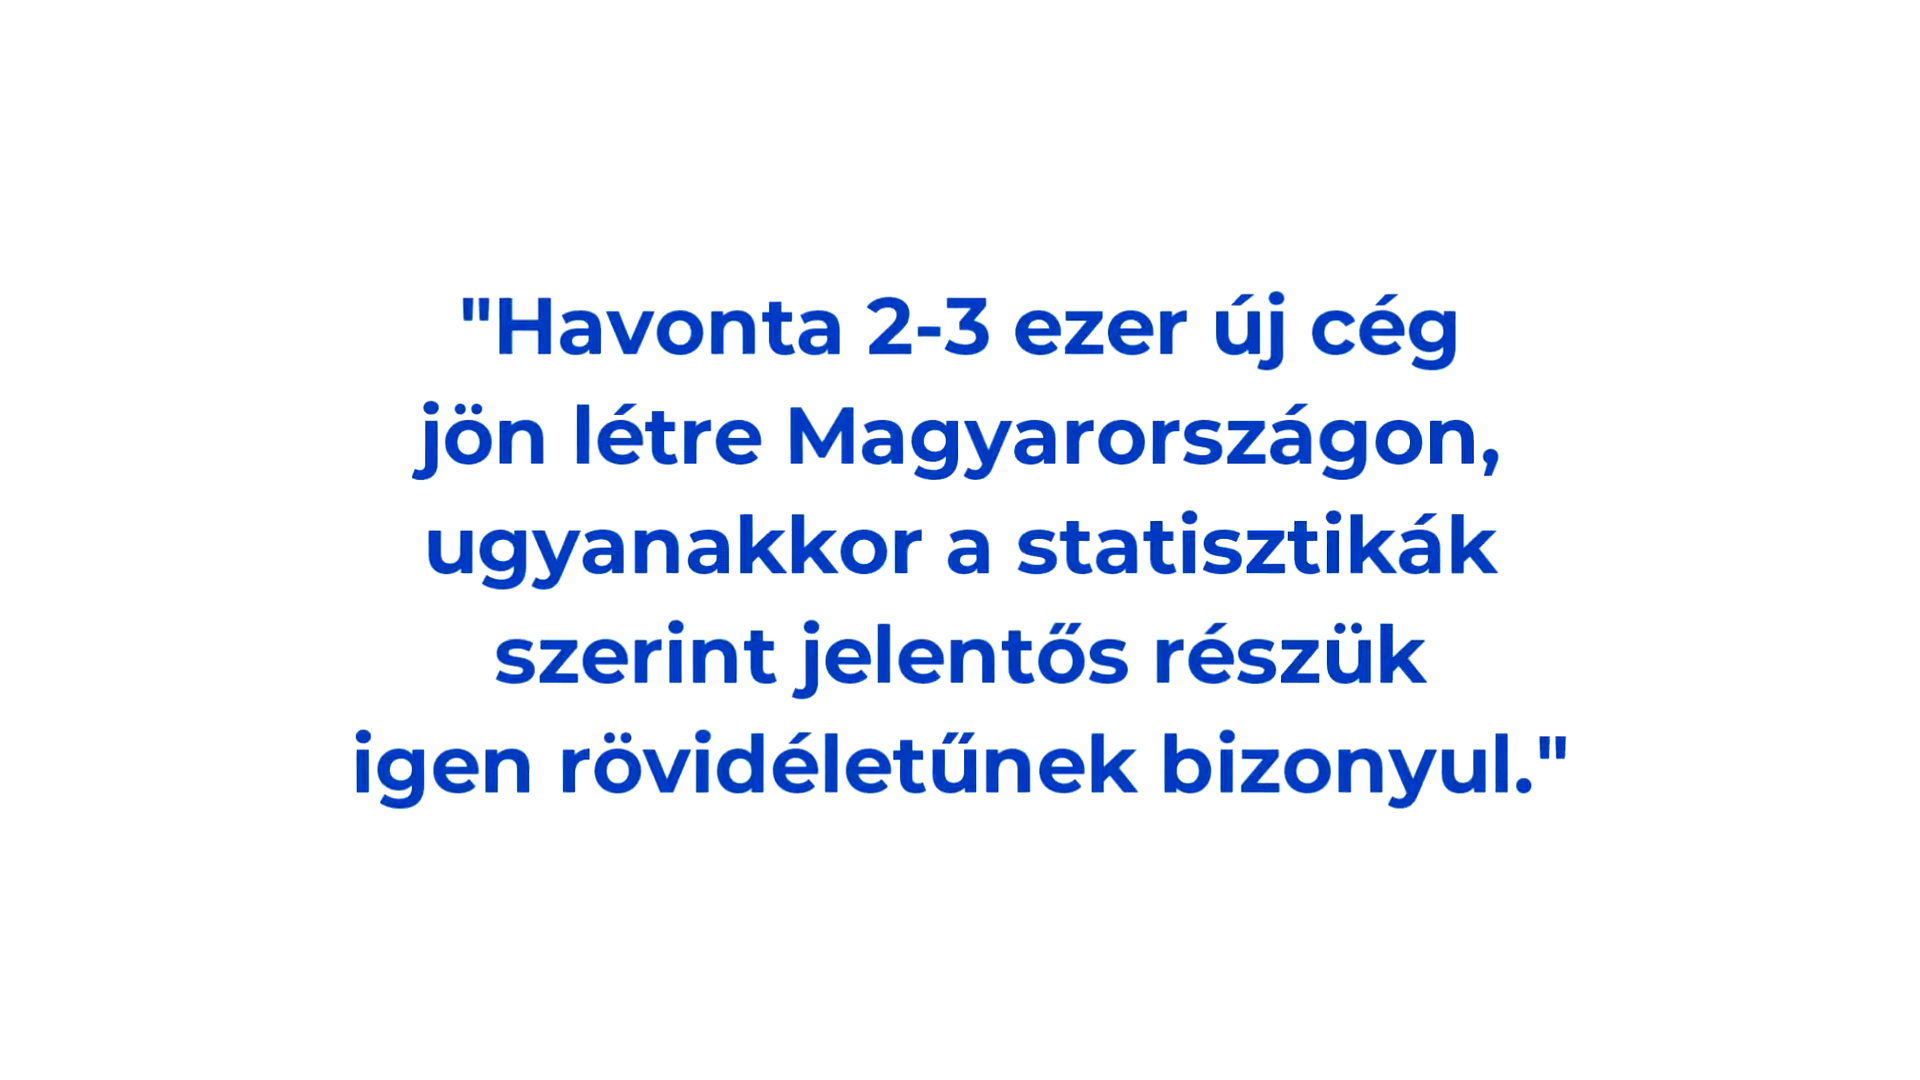 "Havonta 2-3 ezer új cég
jön létre Magyarországon,
ugyanakkor a statisztikák
szerint jelentős részük
igen rövidéletűnek bizonyul."